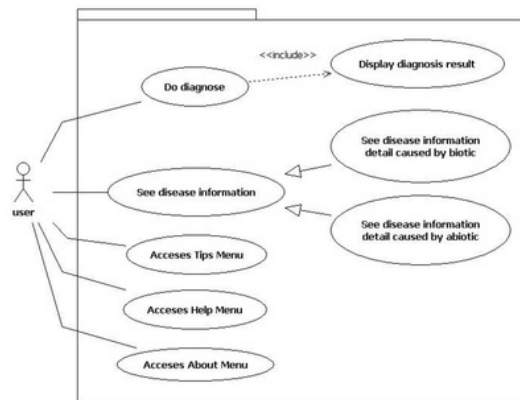 <<include>>
Display diagnosis result
Do diagnose
See disease information
detail caused by biotic
user
See disease information
See disease information
detail caused by abiotic
Acceses Tips Menu
Acceses Help Menu
Acceses About Menu